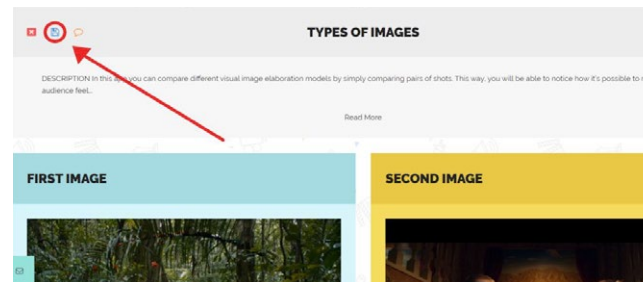 TYPES OF IMAGES
DESCRIPTION In this app you can compare different visual image elaboration models by simply comparing pairs of shots. This way, you will be able to notice how it's possible to
audience feel...
Read More
FIRST IMAGE
SECOND IMAGE